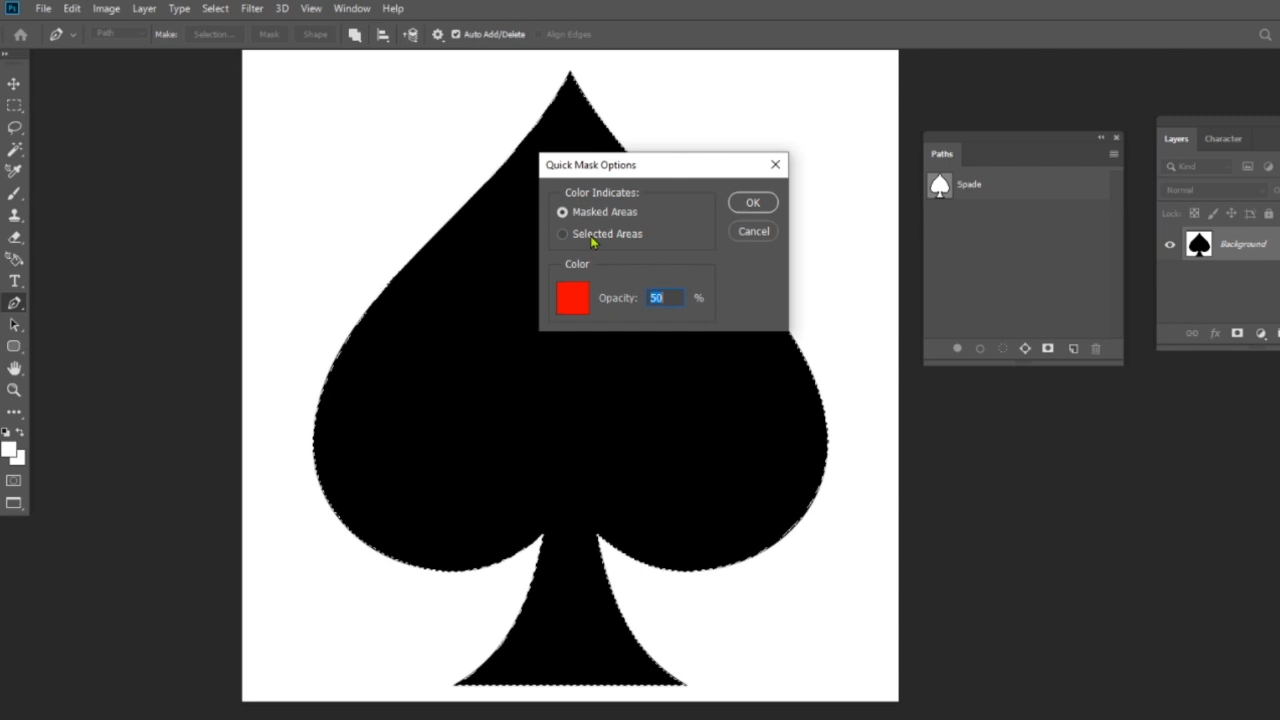 Ps File Edit Image Layer Type Select Filter 3D View Window Help
Path Make: Selection... Mask Shape Auto Add/Delete Align Edges
Quick Mask Options
Color Indicates:
Masked Areas
Selected Areas
OK
Cancel
Color
Opacity: 50 %
Paths
Spade
Layers Character
Kind
Normal
Lock:
Background
fx